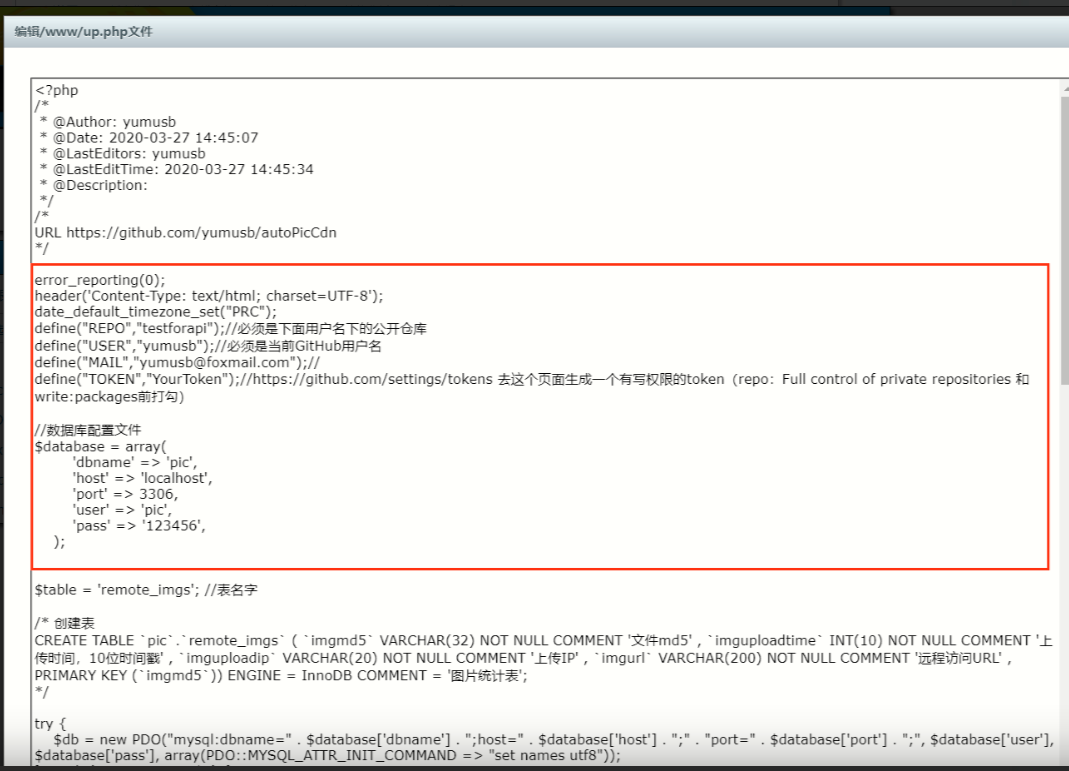 编辑/www/up.php文件
<?php
/*
 * @Author: yumusb
 * @Date: 2020-03-27 14:45:07
 * @LastEditors: yumusb
 * @LastEditTime: 2020-03-27 14:45:34
 * @Description:
 */
/*
URL https://github.com/yumusb/autoPicCdn
*/
error_reporting(0);
header('Content-Type: text/html; charset=UTF-8');
date_default_timezone_set("PRC");
define("REPO","testforapi");//必须是下面用户名下的公开仓库
define("USER","yumusb");//必须是当前GitHub用户名
define("MAIL","yumusb@foxmail.com");//
define("TOKEN","YourToken");//https://github.com/settings/tokens 去这个页面生成一个有写权限的token（repo：Full control of private repositories 和
write:packages前打勾）
//数据库配置文件
$database = array(
'dbname' => 'pic',
'host' => 'localhost',
'port' => 3306,
'user' => 'pic',
'pass' => '123456',
);
$table = 'remote_imgs'; //表名字
/* 创建表
CREATE TABLE `pic`.`remote_imgs` ( `imgmd5` VARCHAR(32) NOT NULL COMMENT '文件md5' , `imguploadtime` INT(10) NOT NULL COMMENT '上
传时间，10位时间戳' , `imguploadip` VARCHAR(20) NOT NULL COMMENT '上传IP' , `imgurl` VARCHAR(200) NOT NULL COMMENT '远程访问URL' ,
PRIMARY KEY (`imgmd5`)) ENGINE = InnoDB COMMENT = '图片统计表';
*/
try {
$db = new PDO("mysql:dbname=" . $database['dbname'] . ";host=" . $database['host'] . ";" . "port=" . $database['port'] . ";", $database['user'],
$database['pass'], array(PDO::MYSQL_ATTR_INIT_COMMAND => "set names utf8"));